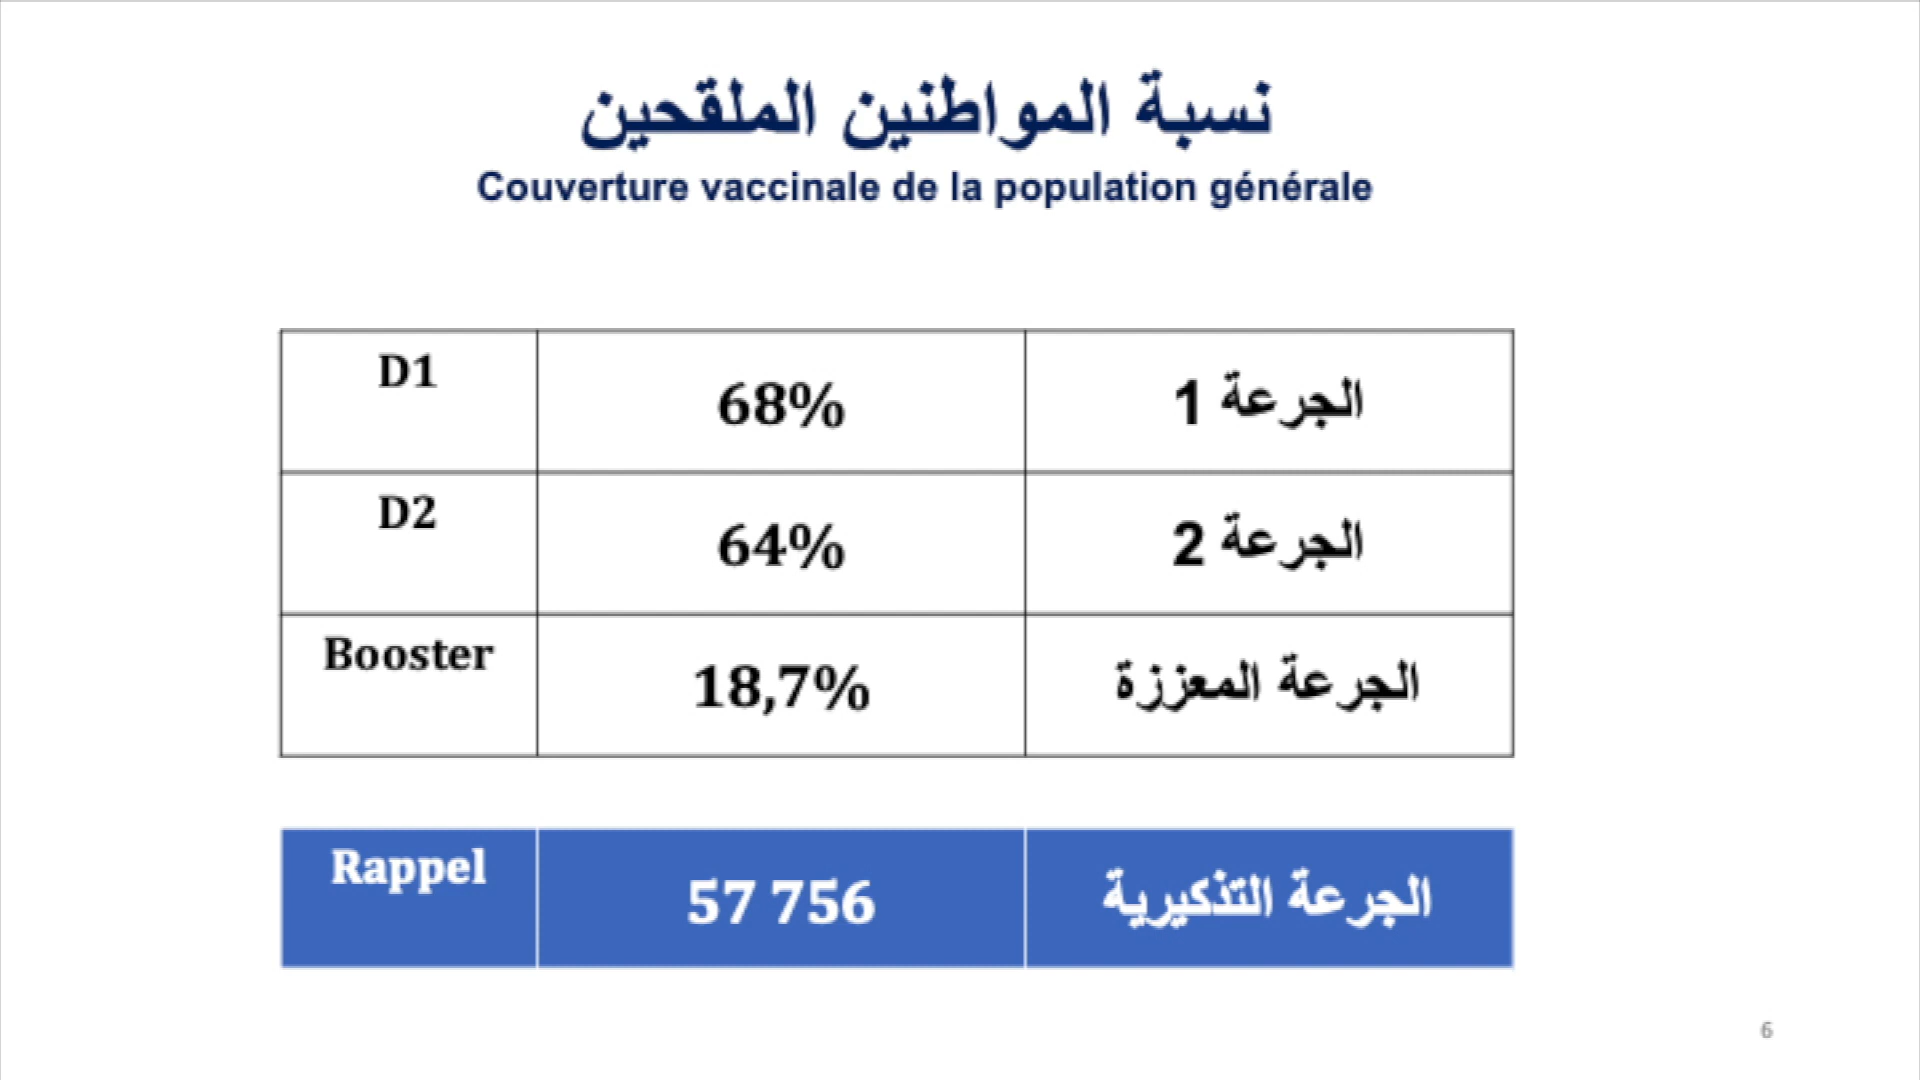 نسبة المواطنين الملقحين
Couverture vaccinale de la population générale
D1 68% الجرعة 1
D2 64% الجرعة 2
Booster 18,7% الجرعة المعززة
Rappel 57 756 الجرعة التذكيرية
6